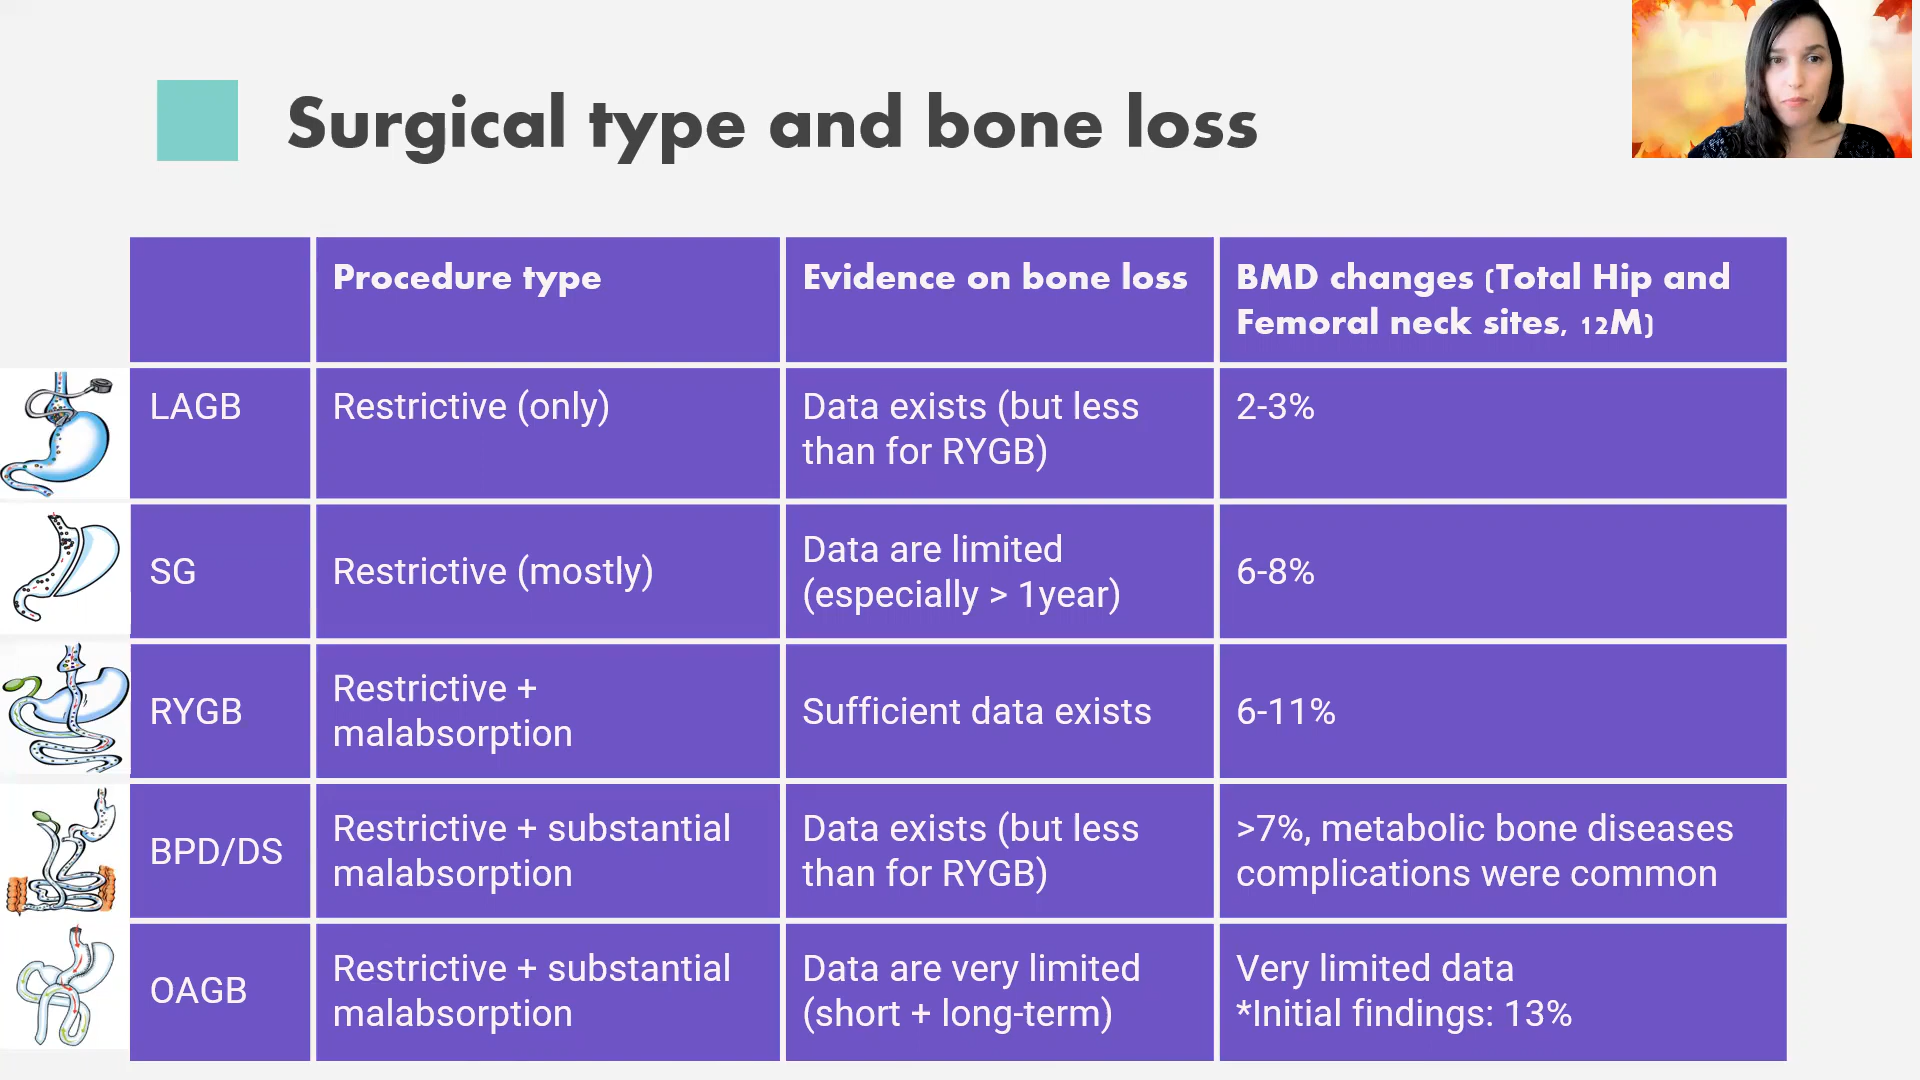 Surgical type and bone loss
Procedure type
Evidence on bone loss
BMD changes (Total Hip and
Femoral neck sites, 12M)
LAGB
Restrictive (only)
Data exists (but less
than for RYGB)
2-3%
SG
Restrictive (mostly)
Data are limited
(especially > 1year)
6-8%
RYGB
Restrictive +
malabsorption
Sufficient data exists
6-11%
BPD/DS
Restrictive + substantial
malabsorption
Data exists (but less
than for RYGB)
>7%, metabolic bone diseases
complications were common
OAGB
Restrictive + substantial
malabsorption
Data are very limited
(short + long-term)
Very limited data
*Initial findings: 13%